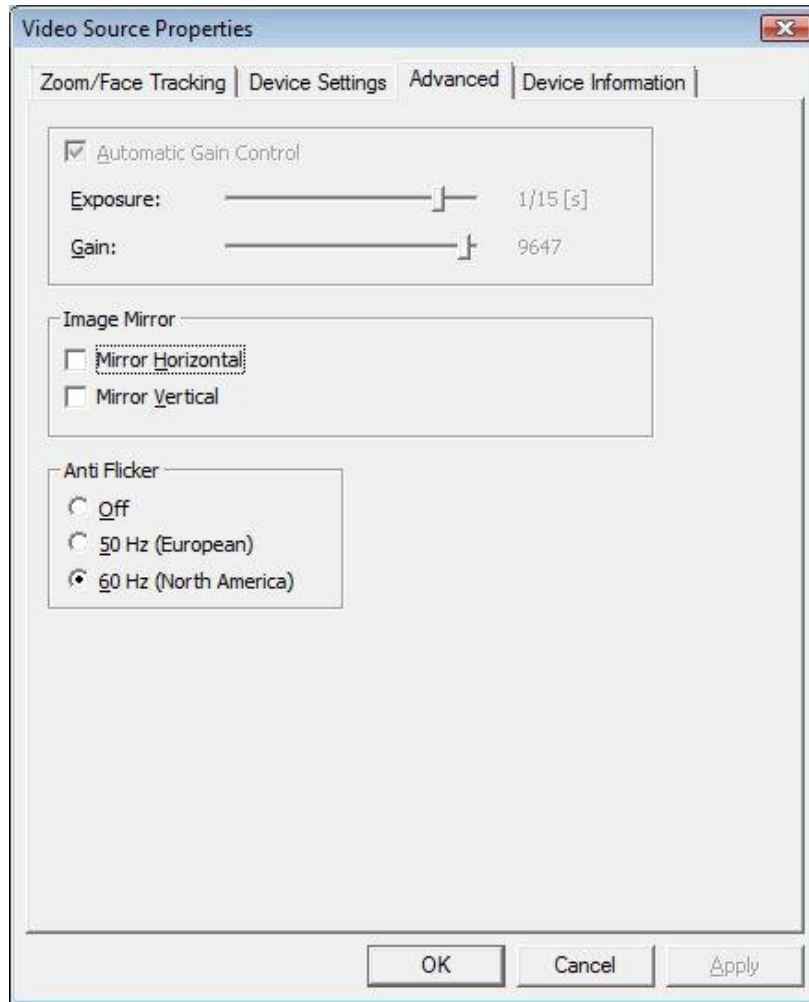 Video Source Properties
Zoom/Face Tracking Device Settings Advanced Device Information
Automatic Gain Control
Exposure: 1/15 [s]
Gain: 9647
Image Mirror
Mirror Horizontal
Mirror Vertical
Anti Flicker
Off
50 Hz (European)
60 Hz (North America)
OK Cancel Apply